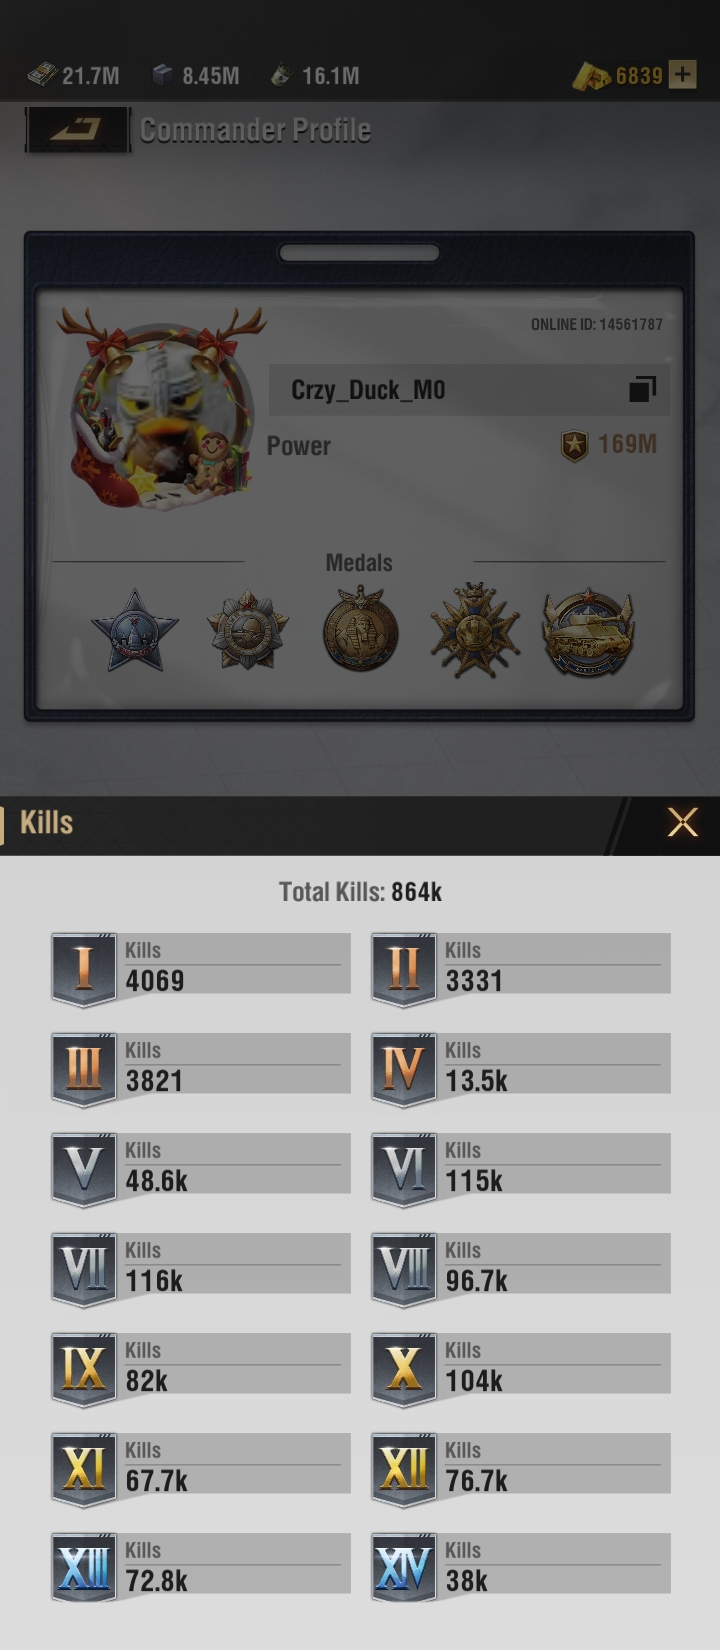 21.7M 8.45M 16.1M 6839
Commander Profile
ONLINE ID: 14561787
Crzy_Duck_M0
Power 169M
Medals
Kills
Total Kills: 864k
I Kills 4069
II Kills 3331
III Kills 3821
IV Kills 13.5k
V Kills 48.6k
VI Kills 115k
VII Kills 116k
VIII Kills 96.7k
IX Kills 82k
X Kills 104k
XI Kills 67.7k
XII Kills 76.7k
XIII Kills 72.8k
XIV Kills 38k